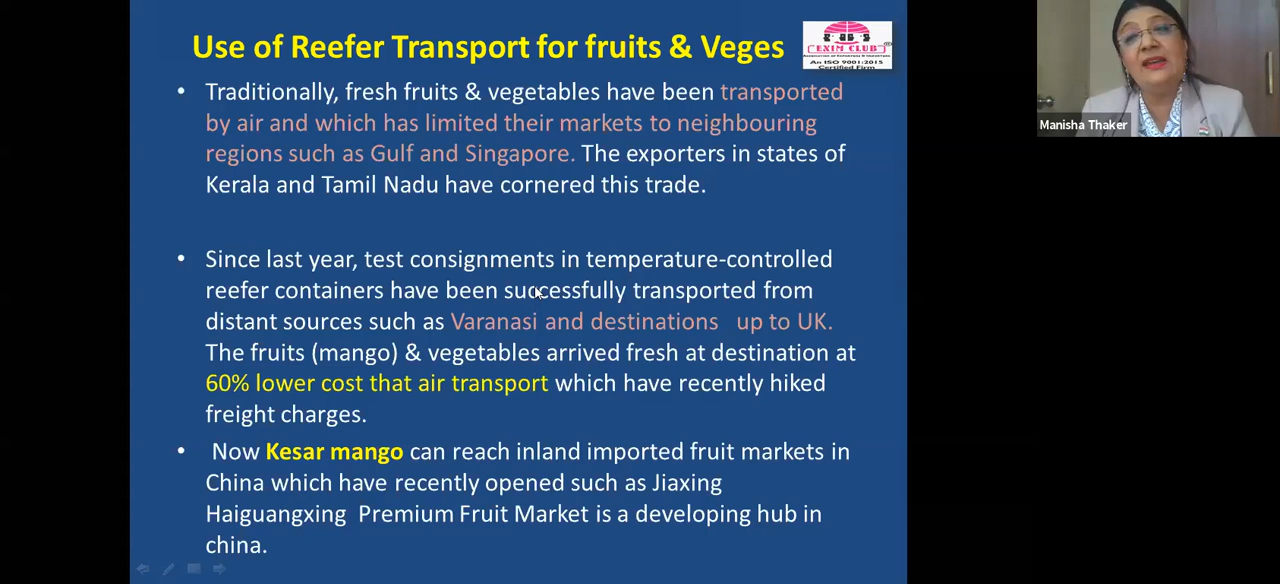 Use of Reefer Transport for fruits & Veges
EXIM CLUB
An ISO 9001:2015
Certified Firm
• Traditionally, fresh fruits & vegetables have been transported
by air and which has limited their markets to neighbouring
regions such as Gulf and Singapore. The exporters in states of
Kerala and Tamil Nadu have cornered this trade.
• Since last year, test consignments in temperature-controlled
reefer containers have been successfully transported from
distant sources such as Varanasi and destinations up to UK.
The fruits (mango) & vegetables arrived fresh at destination at
60% lower cost that air transport which have recently hiked
freight charges.
• Now Kesar mango can reach inland imported fruit markets in
China which have recently opened such as Jiaxing
Haiguangxing Premium Fruit Market is a developing hub in
china.
Manisha Thaker